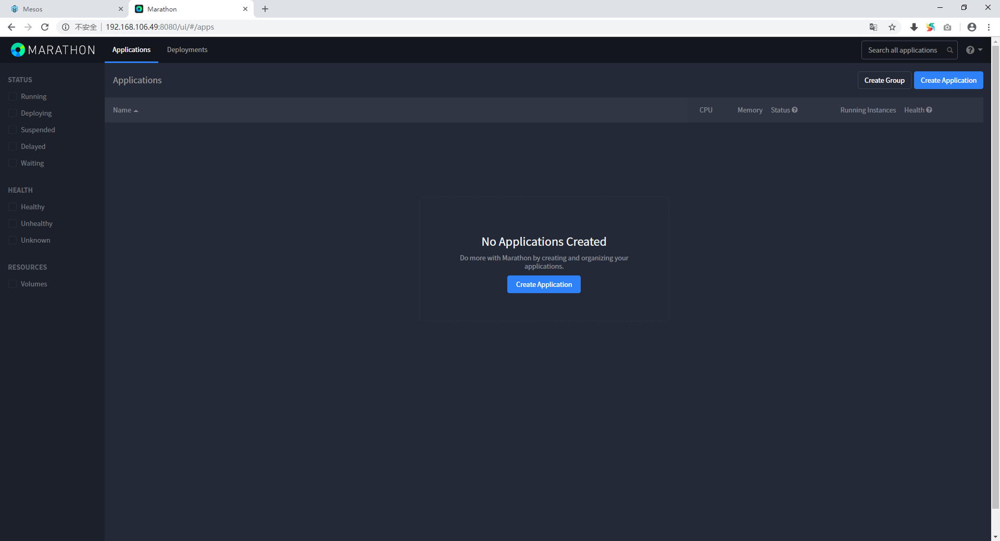 Mesos
Marathon
不安全
192.168.106.49:8080/ui/#/apps
MARATHON
Applications
Deployments
Search all applications
STATUS
Running
Deploying
Suspended
Delayed
Waiting
HEALTH
Healthy
Unhealthy
Unknown
RESOURCES
Volumes
Applications
Create Group
Create Application
Name
CPU
Memory
Status
Running Instances
Health
No Applications Created
Do more with Marathon by creating and organizing your
applications.
Create Application